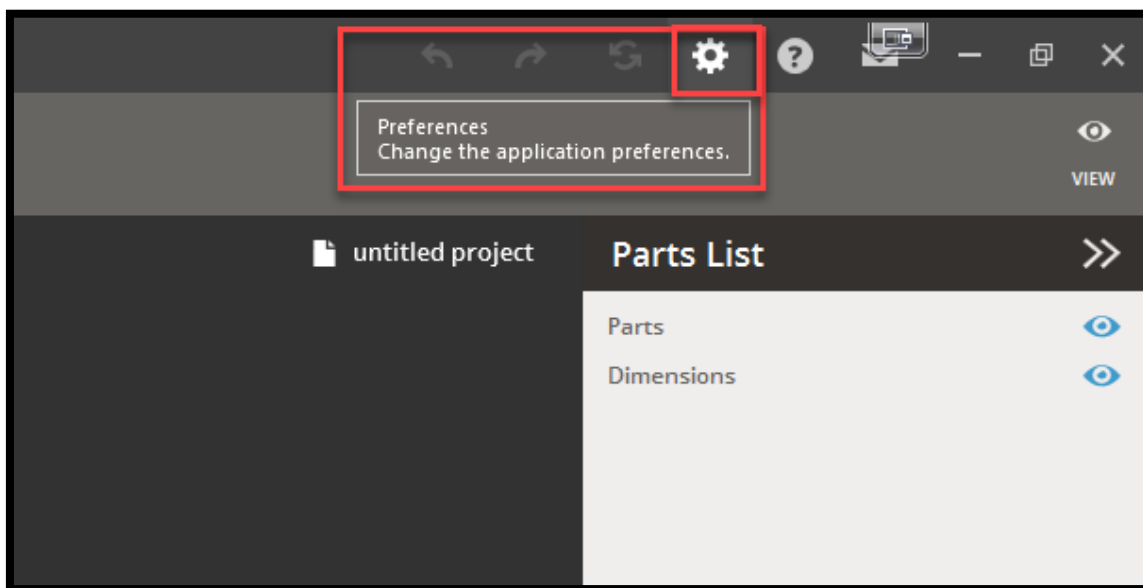 ?
Preferences
Change the application preferences.
VIEW
untitled project
Parts List
Parts
Dimensions